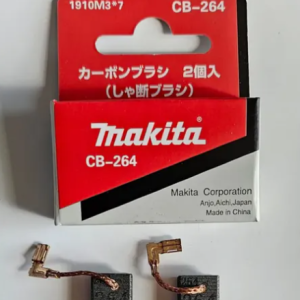 1910M3*7
CB-264
カーボンブラシ 2個入
(しゃ断ブラシ)
makita
CB-264
Makita Corporation
Anjo,Aichi,Japan
Made in China
264